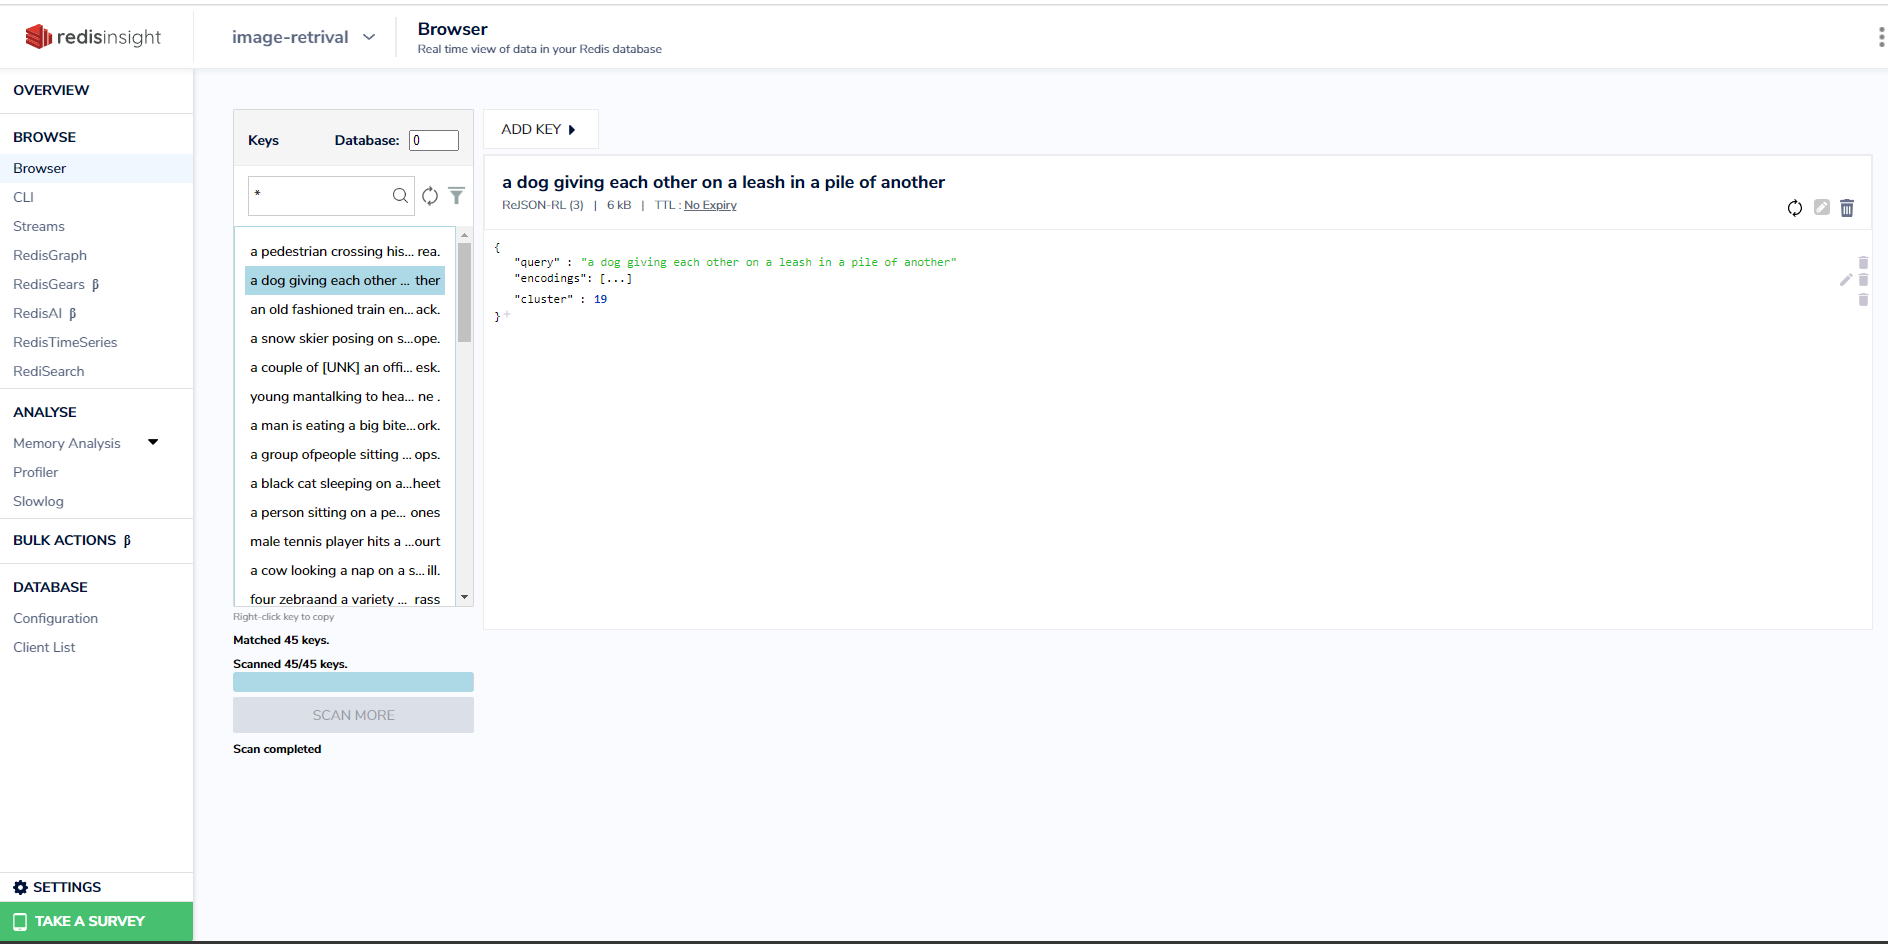 redisinsight
image-retrival
Browser
Real time view of data in your Redis database
OVERVIEW
BROWSE
Browser
CLI
Streams
RedisGraph
RedisGears β
RedisAI β
RedisTimeSeries
RediSearch
ANALYSE
Memory Analysis
Profiler
Slowlog
BULK ACTIONS β
DATABASE
Configuration
Client List
SETTINGS
TAKE A SURVEY
Keys
Database: 0
*
a pedestrian crossing his... rea.
a dog giving each other ... ther
an old fashioned train en... ack.
a snow skier posing on s...ope.
a couple of [UNK] an offi... esk.
young mantalking to hea... ne .
a man is eating a big bite...ork.
a group ofpeople sitting ... ops.
a black cat sleeping on a...heet
a person sitting on a pe... ones
male tennis player hits a ...ourt
a cow looking a nap on a s... ill.
four zebraand a variety ... rass
Right-click key to copy
Matched 45 keys.
Scanned 45/45 keys.
SCAN MORE
Scan completed
ADD KEY
a dog giving each other on a leash in a pile of another
ReJSON-RL (3) | 6 kB | TTL : No Expiry
{
"query" : "a dog giving each other on a leash in a pile of another"
"encodings": [...]
"cluster" : 19
} +